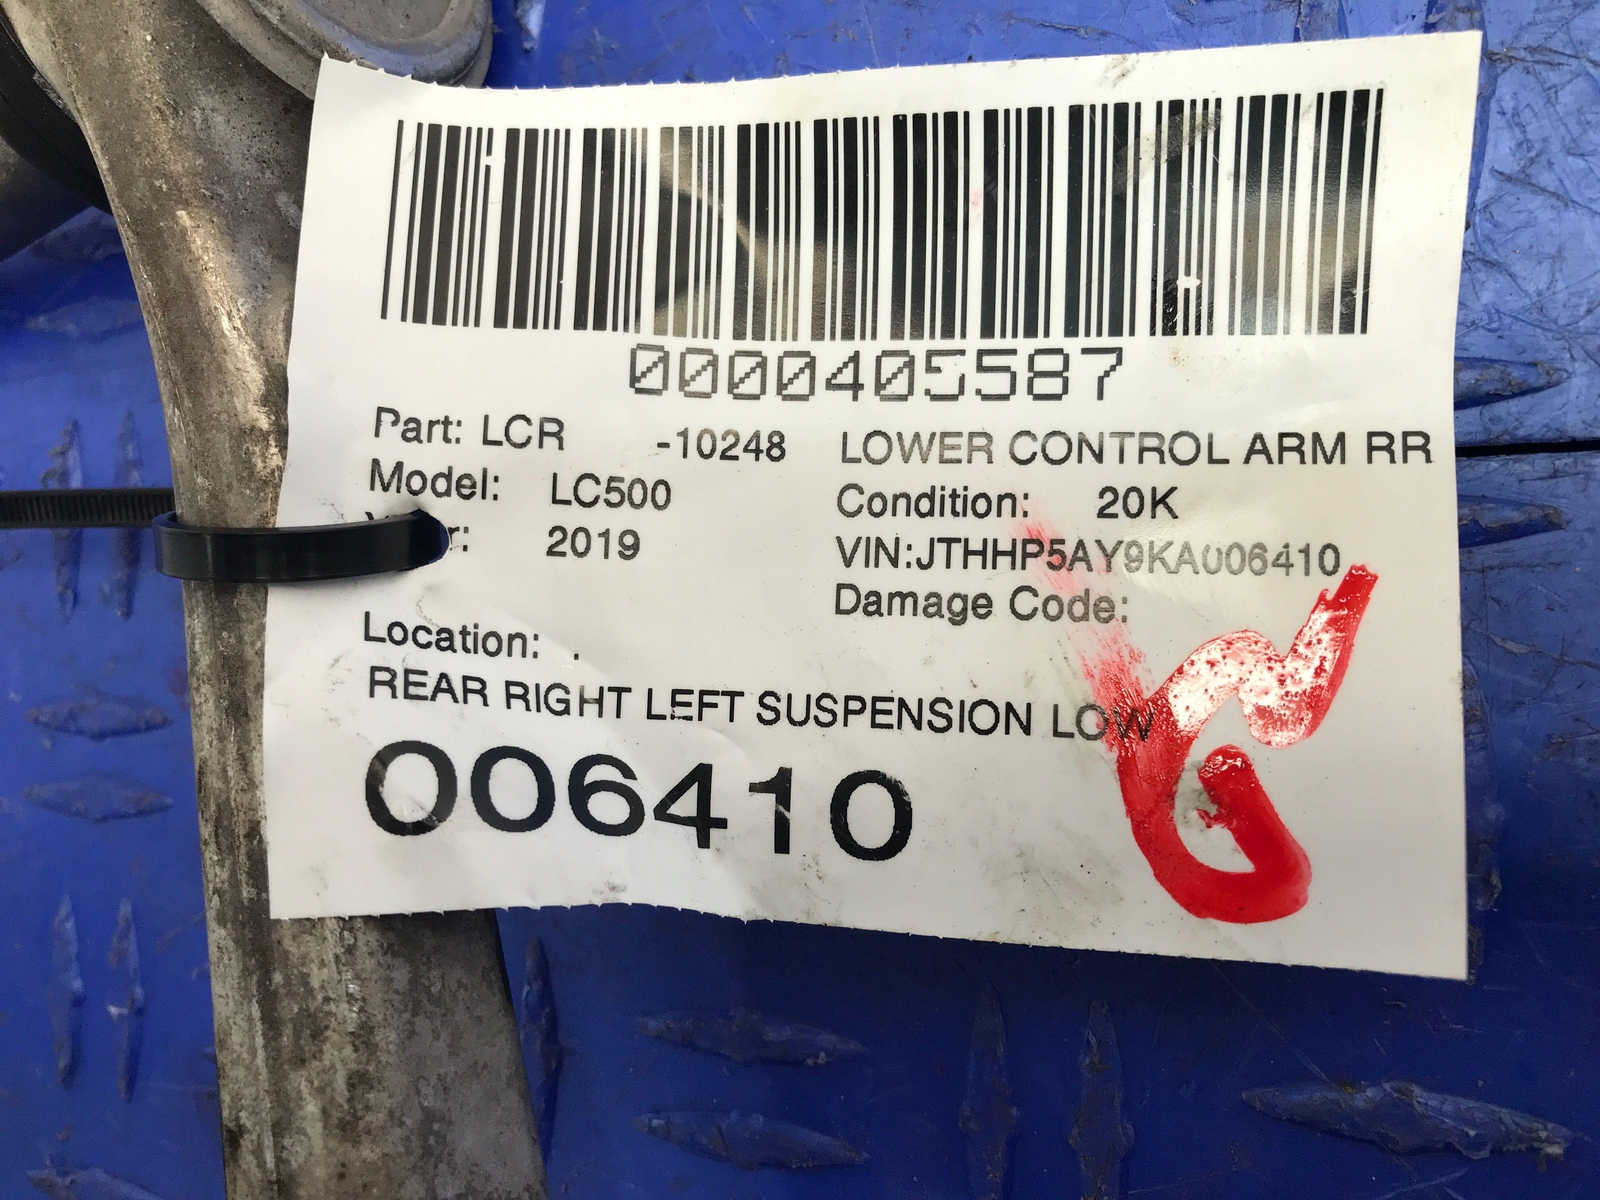 0000405587
Part: LCR -10248 LOWER CONTROL ARM RR
Model: LC500 Condition: 20K
r: 2019 VIN:JTHHP5AY9KA006410
Damage Code:
Location: .
REAR RIGHT LEFT SUSPENSION LOW
006410